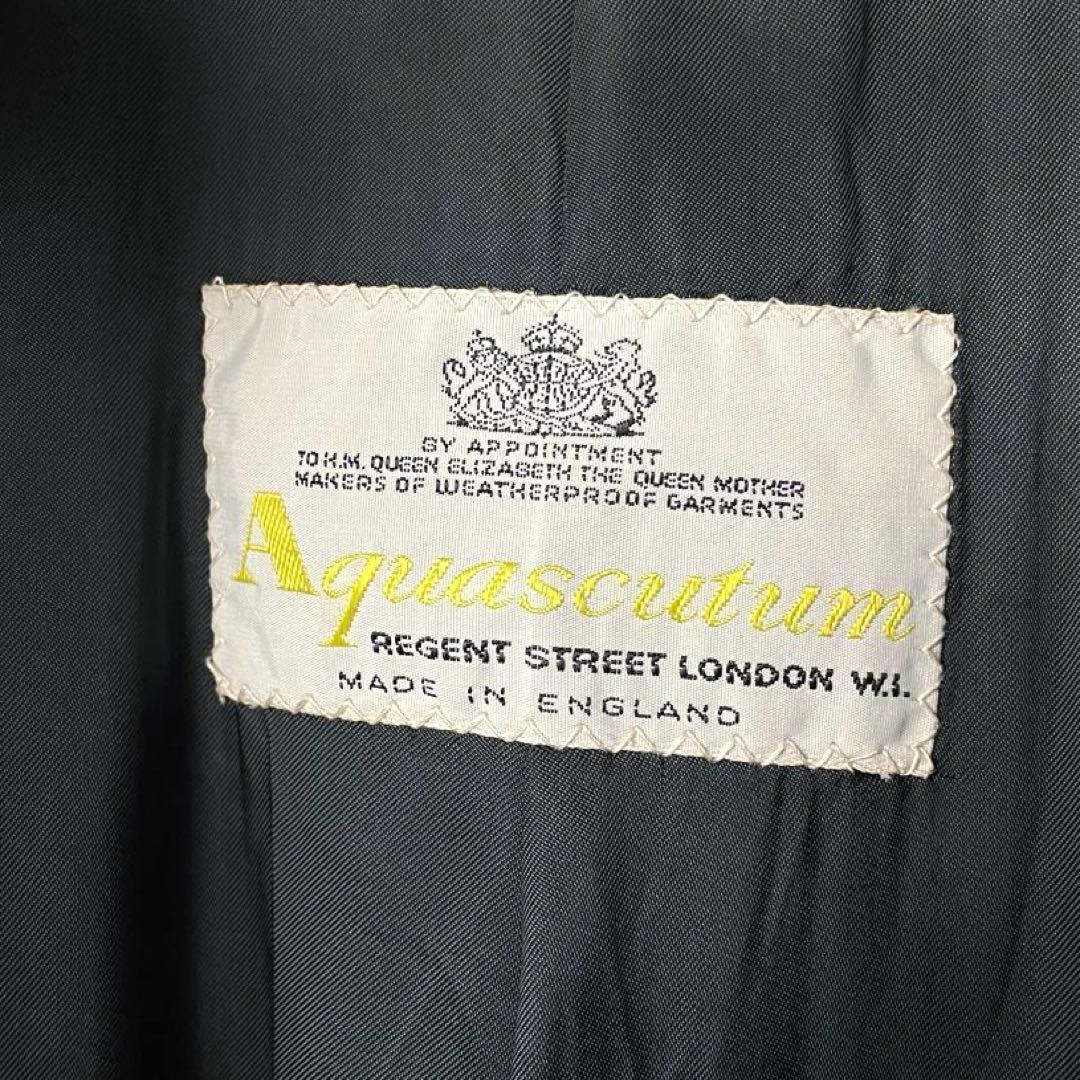 BY APPOINTMENT
TO H.M. QUEEN ELIZABETH THE QUEEN MOTHER
MAKERS OF WEATHERPROOF GARMENTS
Aquascutum
REGENT STREET LONDON W.1.
MADE IN ENGLAND